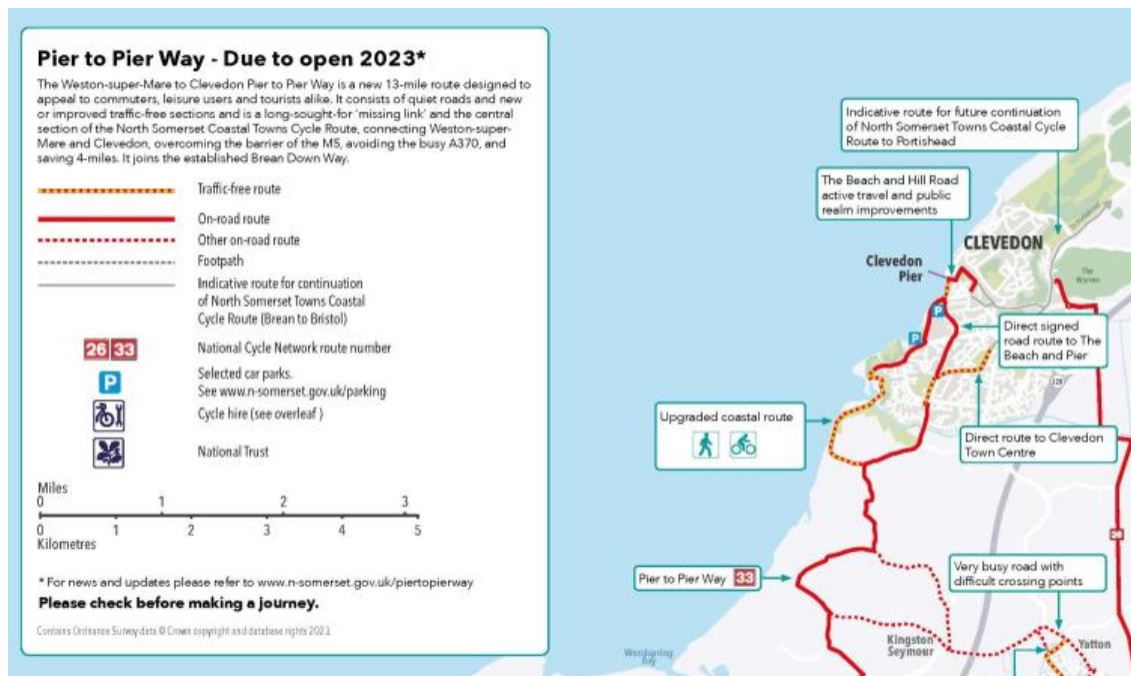 Pier to Pier Way - Due to open 2023*
The Weston-super-Mare to Clevedon Pier to Pier Way is a new 13-mile route designed to
appeal to commuters, leisure users and tourists alike. It consists of quiet roads and new
or improved traffic-free sections and is a long-sought-for 'missing link' and the central
section of the North Somerset Coastal Towns Cycle Route, connecting Weston-super-
Mare and Clevedon, overcoming the barrier of the M5, avoiding the busy A370, and
saving 4-miles. It joins the established Brean Down Way.
Traffic-free route
On-road route
Other on-road route
Footpath
Indicative route for continuation
of North Somerset Towns Coastal
Cycle Route (Brean to Bristol)
26 33 National Cycle Network route number
P Selected car parks.
See www.n-somerset.gov.uk/parking
Cycle hire (see overleaf )
National Trust
Miles
0 1 2 3
0 1 2 3 4 5
Kilometres
* For news and updates please refer to www.n-somerset.gov.uk/piertopierway
Please check before making a journey.
Contains Ordnance Survey data © Crown copyright and database rights 2023
Indicative route for future continuation
of North Somerset Towns Coastal Cycle
Route to Portishead
The Beach and Hill Road
active travel and public
realm improvements
CLEVEDON
Clevedon
Pier
The
Warren
P
P
Direct signed
road route to The
Beach and Pier
J20
Upgraded coastal route
Direct route to Clevedon
Town Centre
26
Pier to Pier Way 33
Very busy road with
difficult crossing points
Kingston
Seymour
Yatton
Woodspring
Bay